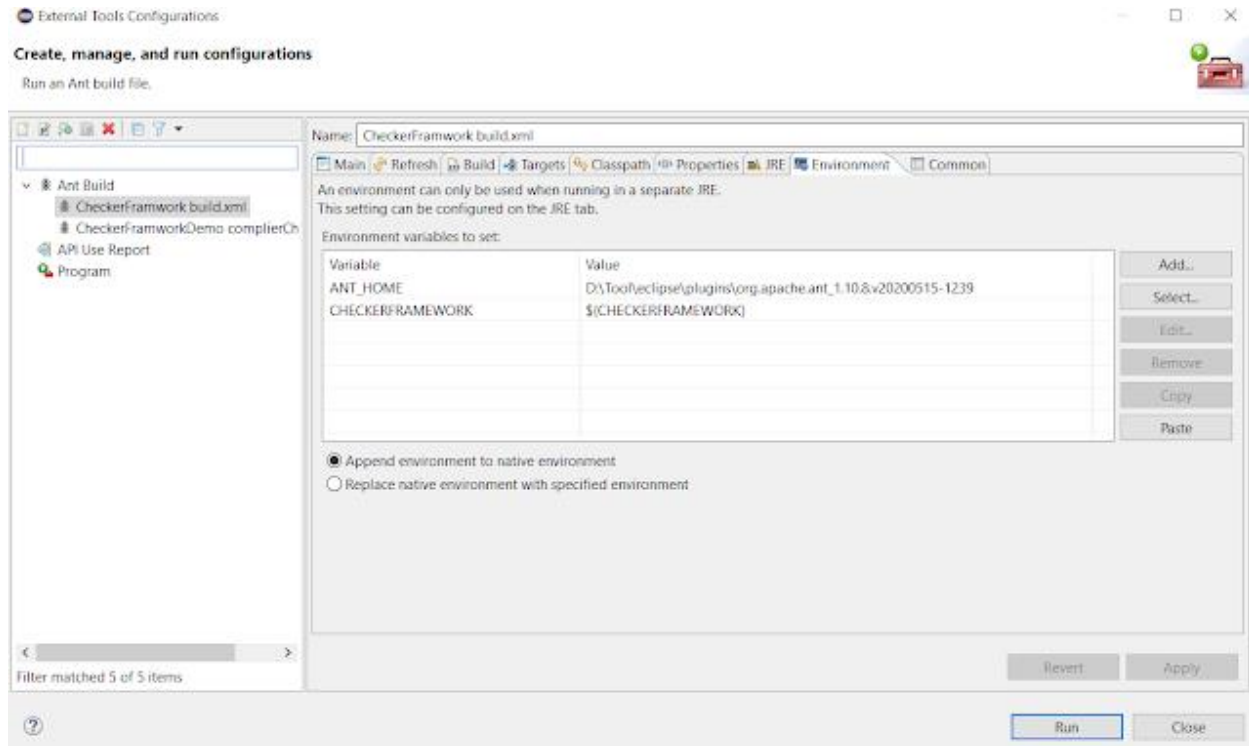 External Tools Configurations
Create, manage, and run configurations
Run an Ant build file.
Name: CheckerFramwork build.xml
Main Refresh Build Targets Classpath Properties JRE Environment Common
Ant Build
CheckerFramwork build.xml
CheckerFramworkDemo complierCh
API Use Report
Program
An environment can only be used when running in a separate JRE.
This setting can be configured on the JRE tab.
Environment variables to set:
Variable Value
ANT_HOME D:\Tool\eclipse\plugins\org.apache.ant_1.10.8.v20200515-1239
CHECKERFRAMEWORK ${CHECKERFRAMEWORK}
Add...
Select...
Edit...
Remove
Copy
Paste
Append environment to native environment
Replace native environment with specified environment
Filter matched 5 of 5 items
Revert Apply
Run Close